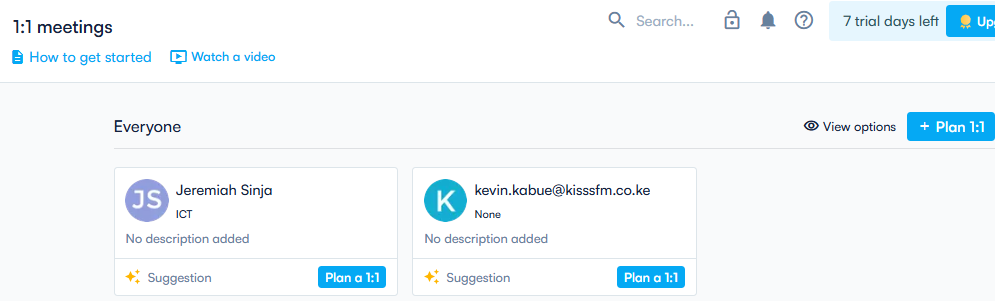 1:1 meetings
Search...
7 trial days left
How to get started
Watch a video
Everyone
View options
+ Plan 1:1
JS
Jeremiah Sinja
ICT
No description added
Suggestion
Plan a 1:1
K
kevin.kabue@kisssfm.co.ke
None
No description added
Suggestion
Plan a 1:1